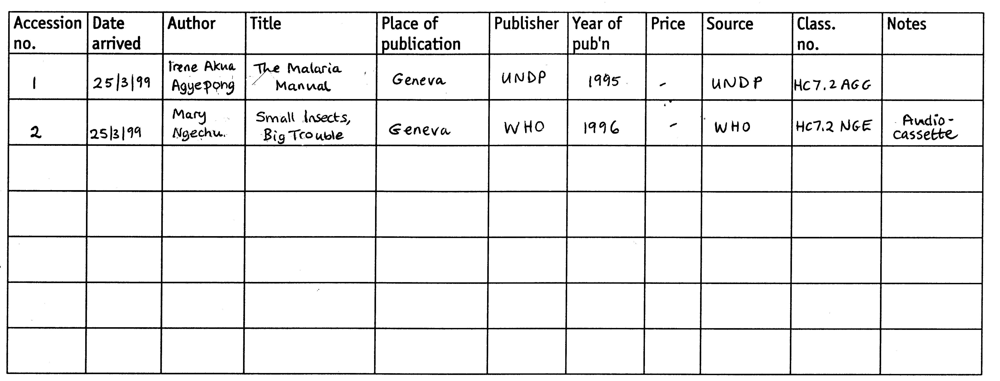 Accession no. Date arrived Author Title Place of publication Publisher Year of pub'n Price Source Class. no. Notes
1 25/3/99 Irene Akua Agyepong The Malaria Manual Geneva UNDP 1995 - UNDP HC7.2 AGG
2 25/3/99 Mary Ngechu. Small Insects, Big Trouble Geneva WHO 1996 - WHO HC7.2 NGE Audio-cassette